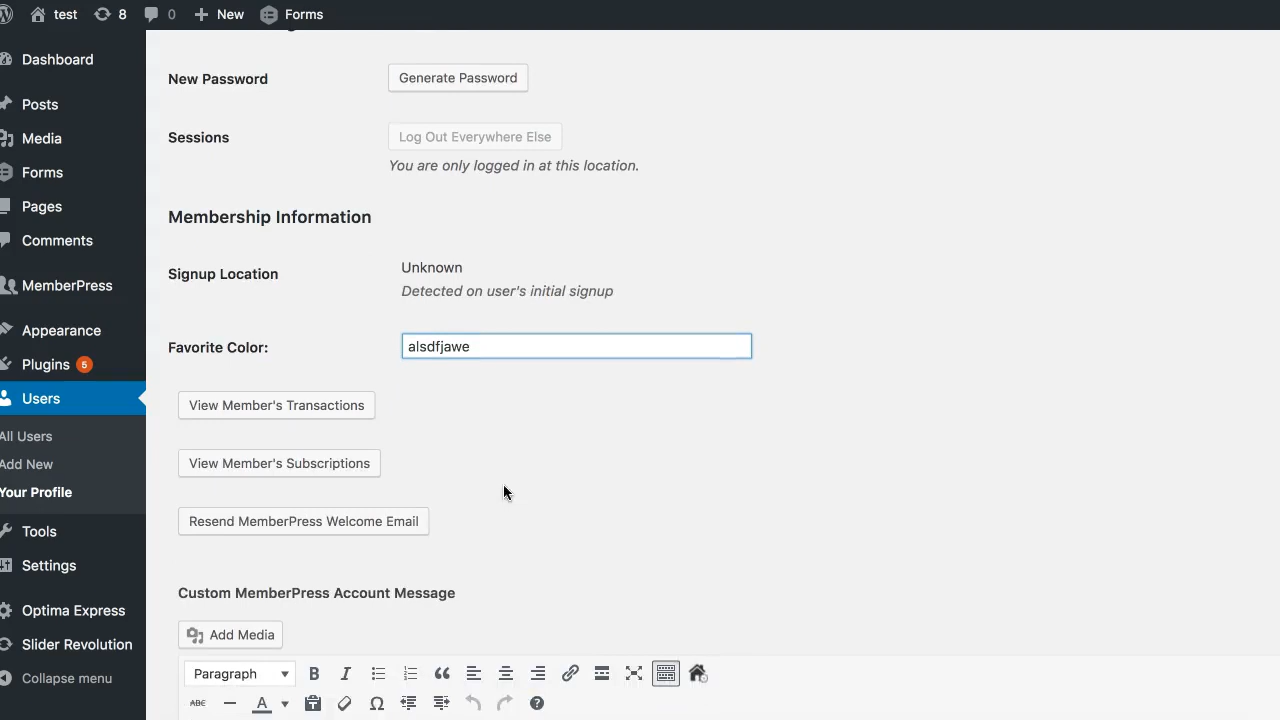 test 8 0 New Forms
Dashboard
Posts
Media
Forms
Pages
Comments
MemberPress
Appearance
Plugins 5
Users
All Users
Add New
Your Profile
Tools
Settings
Optima Express
Slider Revolution
Collapse menu
New Password Generate Password
Sessions Log Out Everywhere Else
You are only logged in at this location.
Membership Information
Signup Location Unknown
Detected on user's initial signup
Favorite Color: alsdfjawe
View Member's Transactions
View Member's Subscriptions
Resend MemberPress Welcome Email
Custom MemberPress Account Message
Add Media
Paragraph B I
ABC A